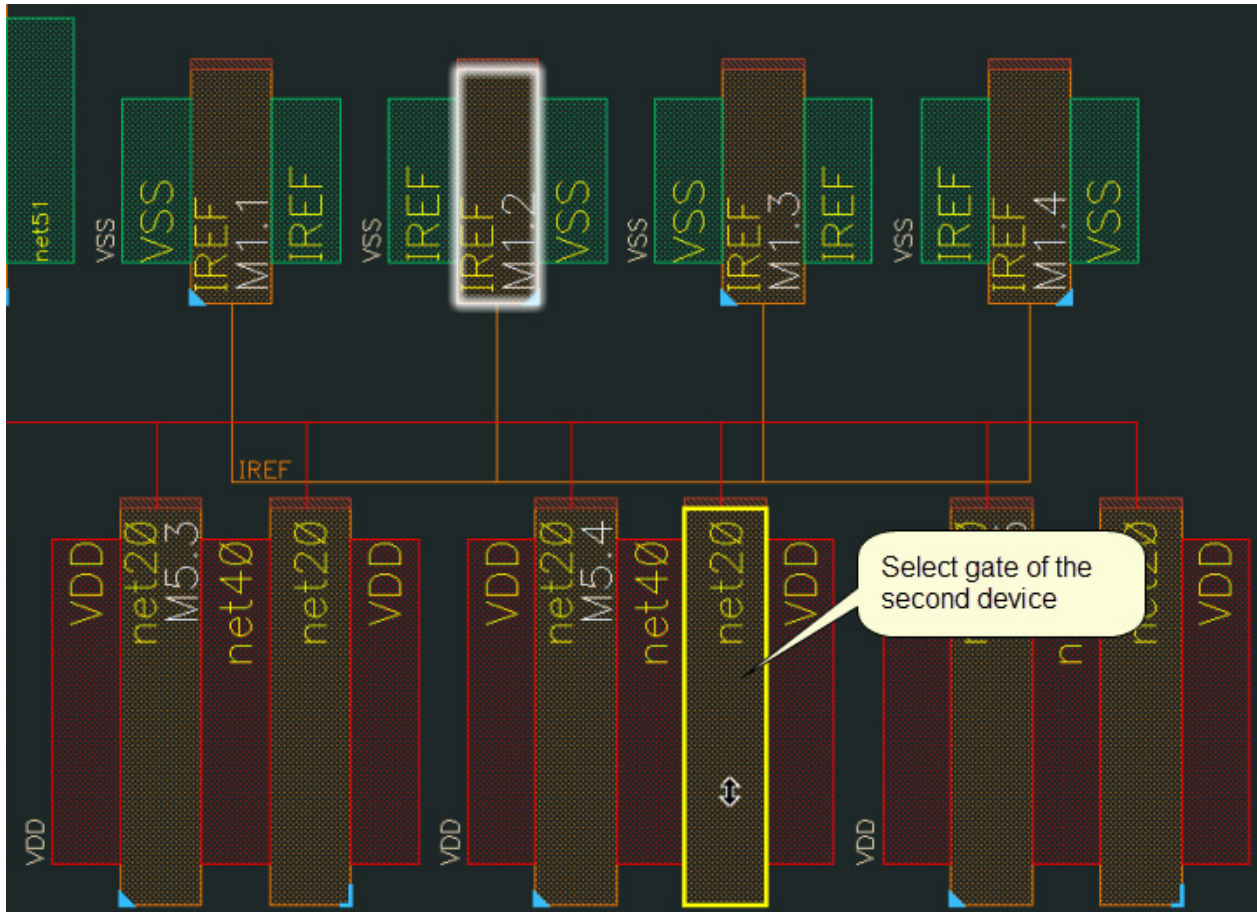 net51
VSS
VSS
IREF
M1.1
IREF
VSS
IREF
IREF
M1.2
VSS
VSS
VSS
IREF
M1.3
IREF
VSS
IREF
IREF
M1.4
VSS
IREF
VDD
VDD
net20
M5.3
net40
net20
VDD
VDD
VDD
net20
M5.4
net40
net20
VDD
Select gate of the
second device
VDD
VDD